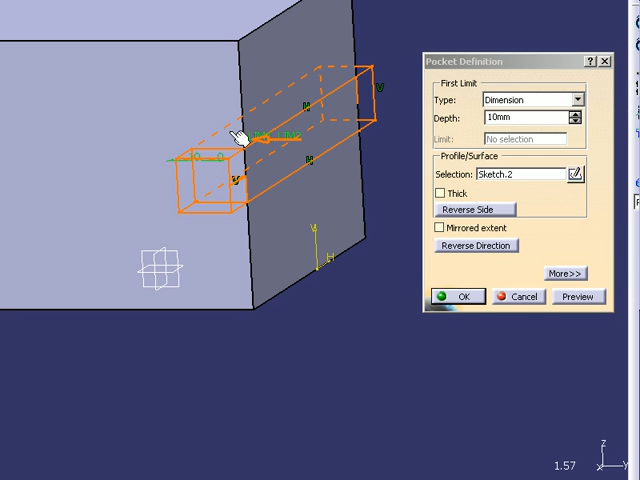 Pocket Definition
First Limit
Type: Dimension
Depth: 10mm
Limit: No selection
Profile/Surface
Selection: Sketch.2
Thick
Reverse Side
Mirrored extent
Reverse Direction
More>>
OK Cancel Preview
V
H
H
V
H
1.57
z
x
y